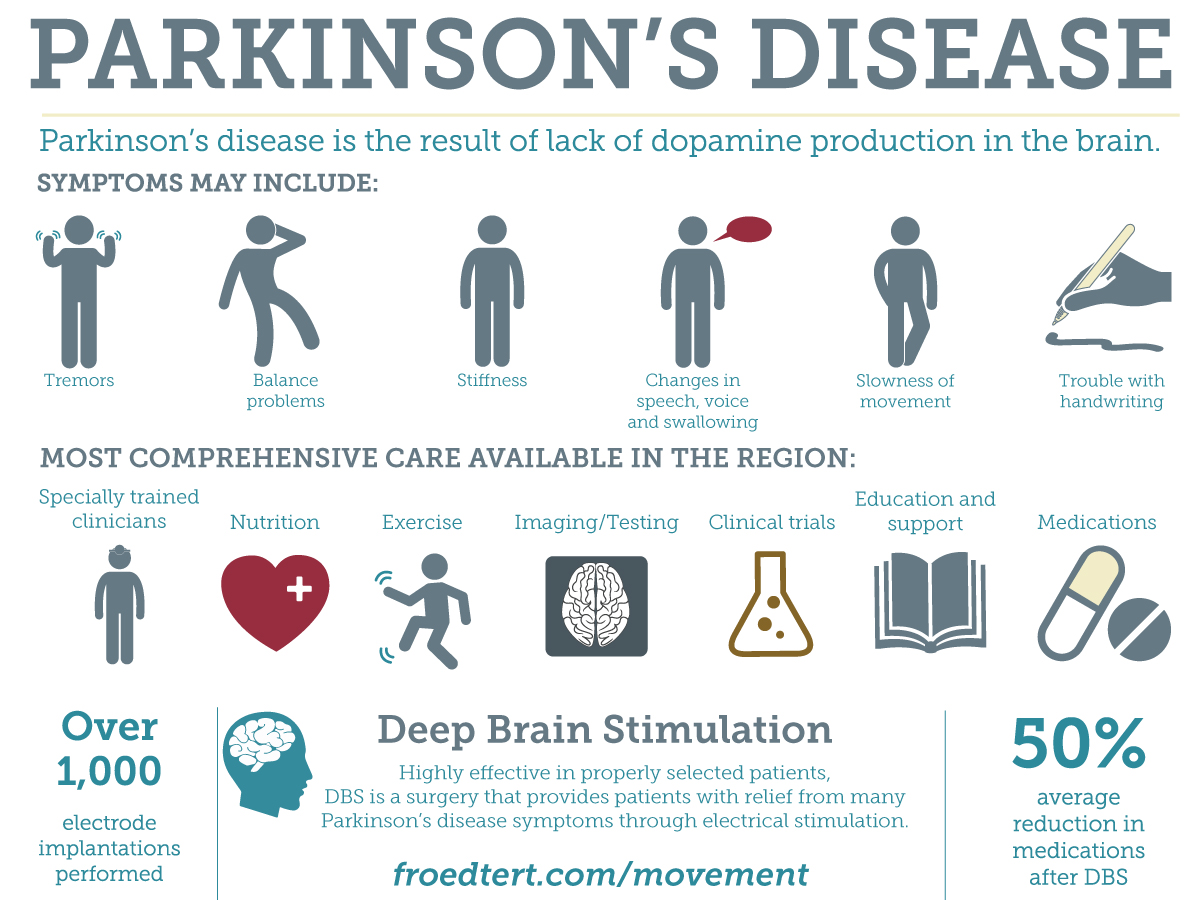 PARKINSON’S DISEASE
Parkinson’s disease is the result of lack of dopamine production in the brain.
SYMPTOMS MAY INCLUDE:
Tremors
Balance
problems
Stiffness
Changes in
speech, voice
and swallowing
Slowness of
movement
Trouble with
handwriting
MOST COMPREHENSIVE CARE AVAILABLE IN THE REGION:
Specially trained
clinicians
Nutrition
Exercise
Imaging/Testing
Clinical trials
Education and
support
Medications
Over
1,000
electrode
implantations
performed
Deep Brain Stimulation
Highly effective in properly selected patients,
DBS is a surgery that provides patients with relief from many
Parkinson’s disease symptoms through electrical stimulation.
froedtert.com/movement
50%
average
reduction in
medications
after DBS